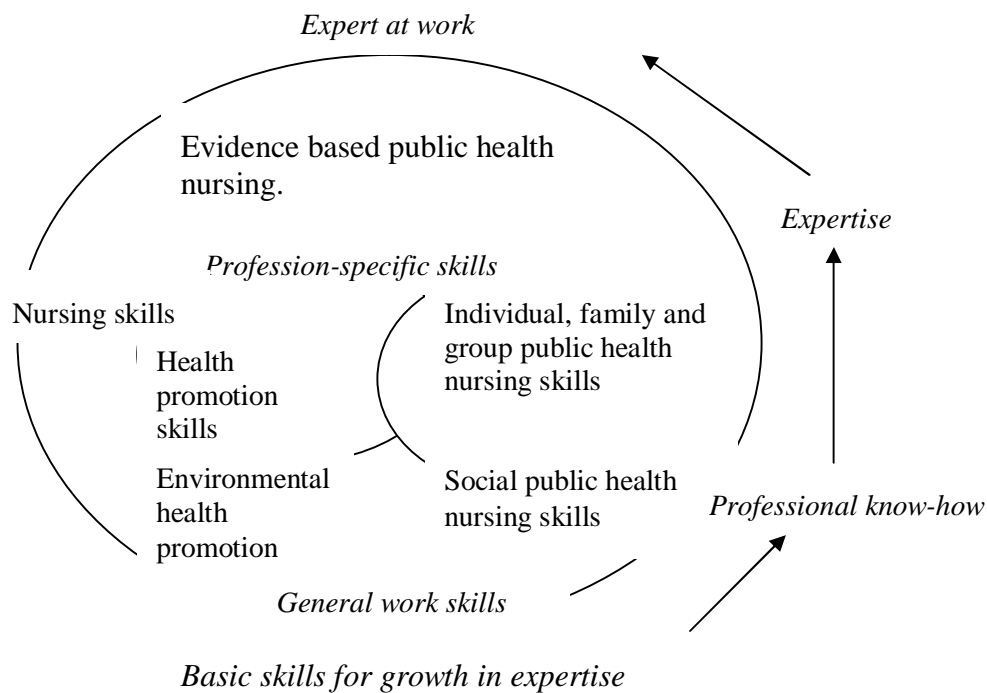 Expert at work
Evidence based public health
nursing.
Expertise
Profession-specific skills
Nursing skills
Individual, family and
group public health
nursing skills
Health
promotion
skills
Environmental
health
promotion
Social public health
nursing skills
Professional know-how
General work skills
Basic skills for growth in expertise